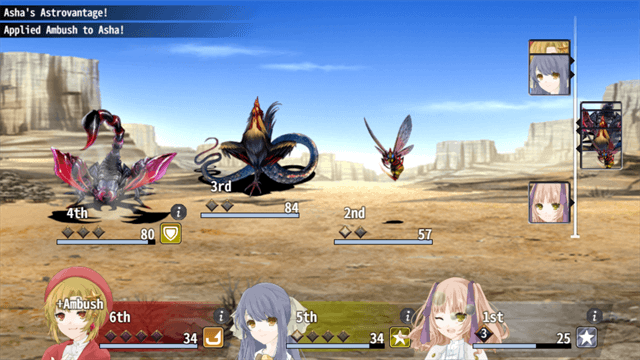 Asha's Astrovantage!
Applied Ambush to Asha!
3rd
84
4th
i
80
2nd
57
+Ambush
6th
i
34
5th
i
34
1st
i
3
25